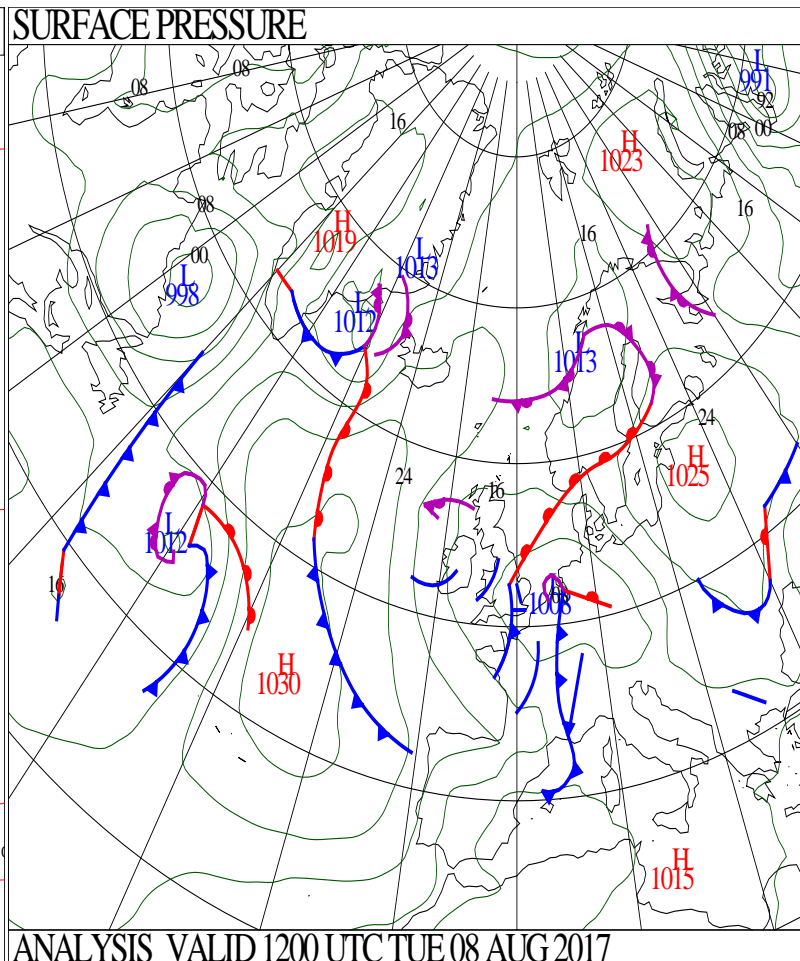 SURFACE PRESSURE
L
991
08
08
92
00
08
16
H
1023
08
16
H
1019
16
L
1013
00
L
998
L
1012
L
1013
24
H
1025
24
16
L
1012
16
L
1008
H
1030
H
1015
ANALYSIS VALID 1200 UTC TUE 08 AUG 2017